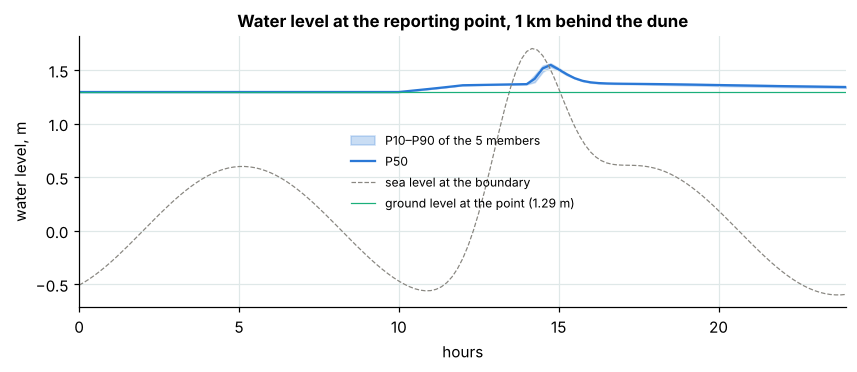 Water level at the reporting point, 1 km behind the dune
water level, m
1.5
1.0
0.5
0.0
−0.5
P10–P90 of the 5 members
P50
sea level at the boundary
ground level at the point (1.29 m)
0 5 10 15 20
hours